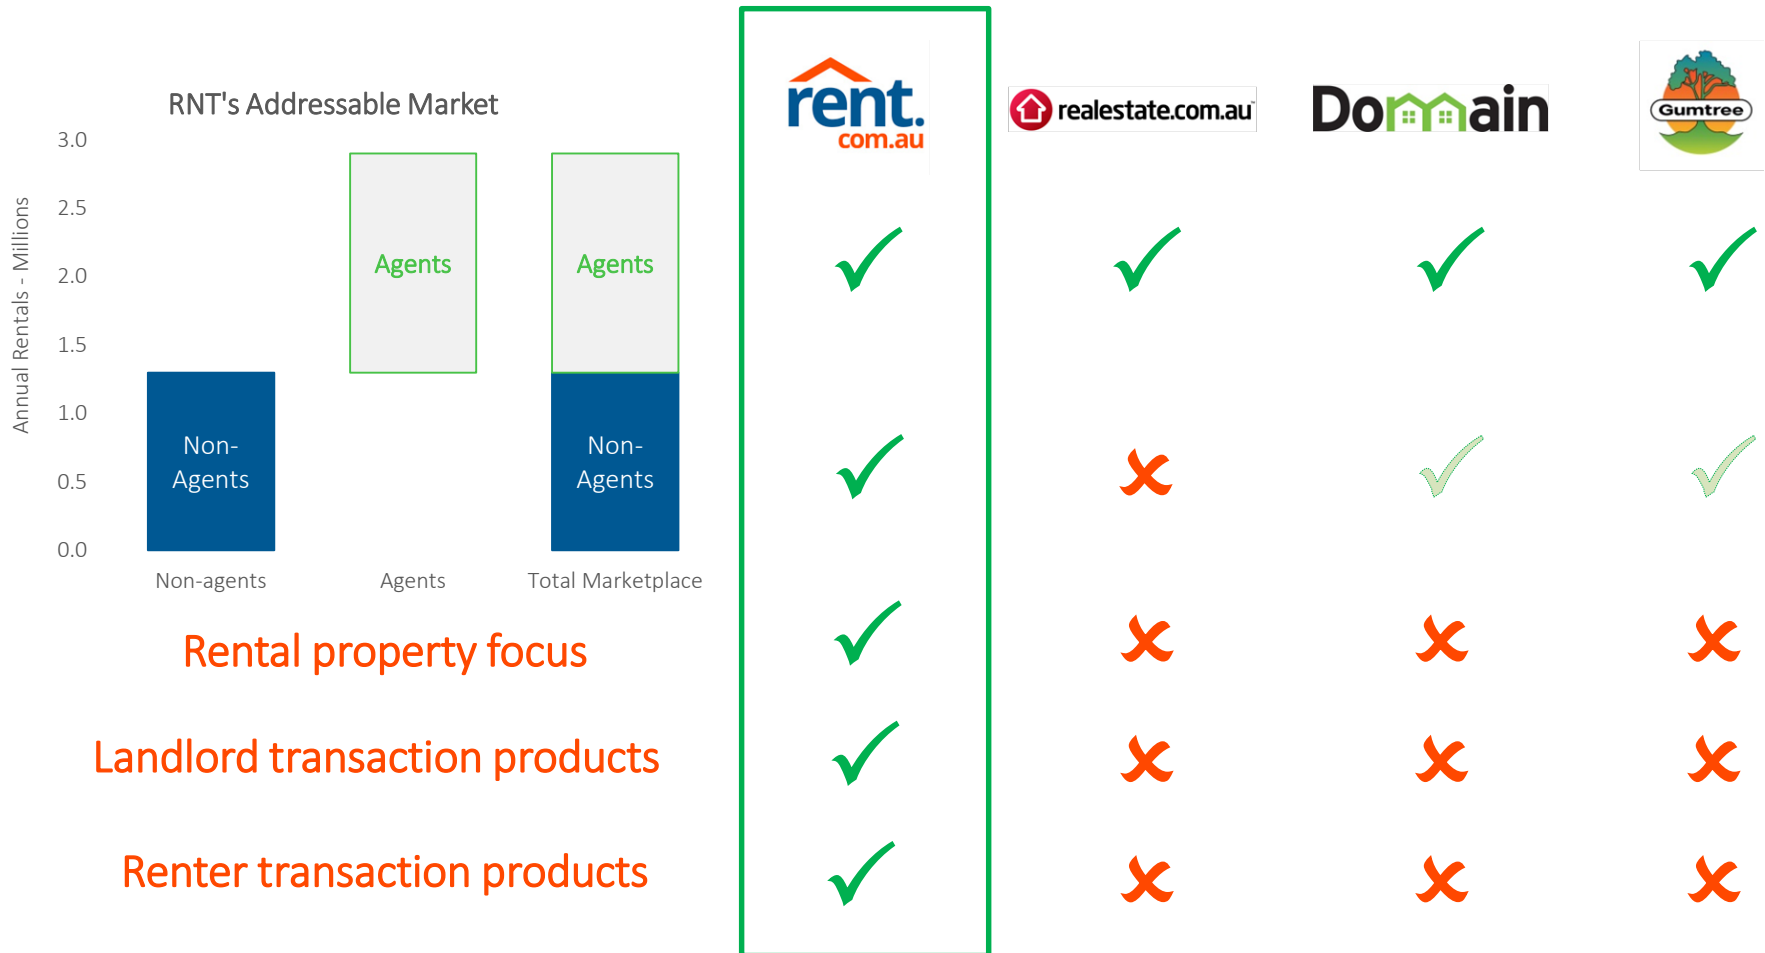 RNT's Addressable Market
Annual Rentals - Millions
3.0
2.5
2.0
1.5
1.0
0.5
0.0
Agents
Agents
Non-
Agents
Non-
Agents
Non-agents
Agents
Total Marketplace
rent.
com.au
realestate.com.au
Domain
Gumtree
Rental property focus
Landlord transaction products
Renter transaction products